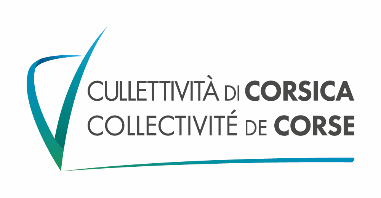 CULLETTIVITÀ DI CORSICA
COLLECTIVITÉ DE CORSE